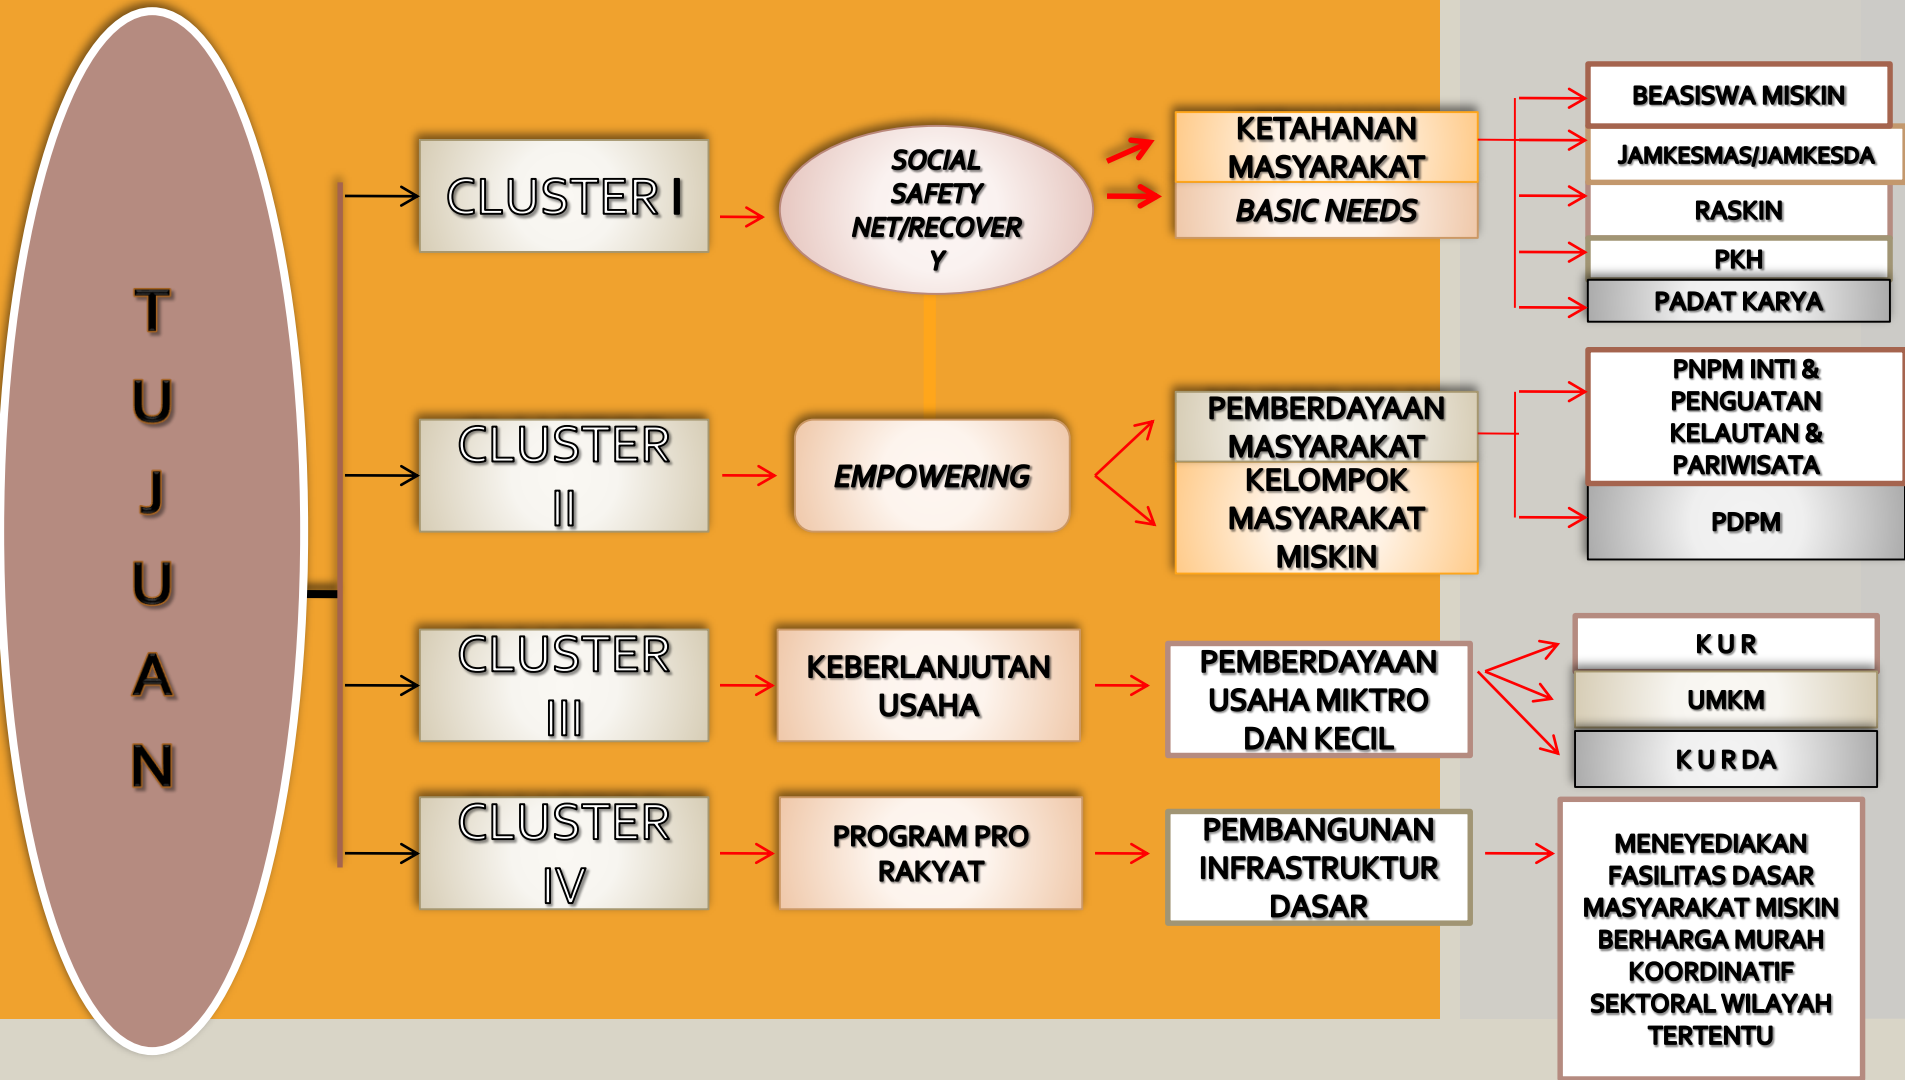 T
U
J
U
A
N
CLUSTER I
SOCIAL
SAFETY
NET/RECOVER
Y
KETAHANAN
MASYARAKAT
BASIC NEEDS
BEASISWA MISKIN
JAMKESMAS/JAMKESDA
RASKIN
PKH
PADAT KARYA
CLUSTER
II
EMPOWERING
PEMBERDAYAAN
MASYARAKAT
KELOMPOK
MASYARAKAT
MISKIN
PNPM INTI &
PENGUATAN
KELAUTAN &
PARIWISATA
PDPM
CLUSTER
III
KEBERLANJUTAN
USAHA
PEMBERDAYAAN
USAHA MIKTRO
DAN KECIL
K U R
UMKM
K U R DA
CLUSTER
IV
PROGRAM PRO
RAKYAT
PEMBANGUNAN
INFRASTRUKTUR
DASAR
MENEYEDIAKAN
FASILITAS DASAR
MASYARAKAT MISKIN
BERHARGA MURAH
KOORDINATIF
SEKTORAL WILAYAH
TERTENTU